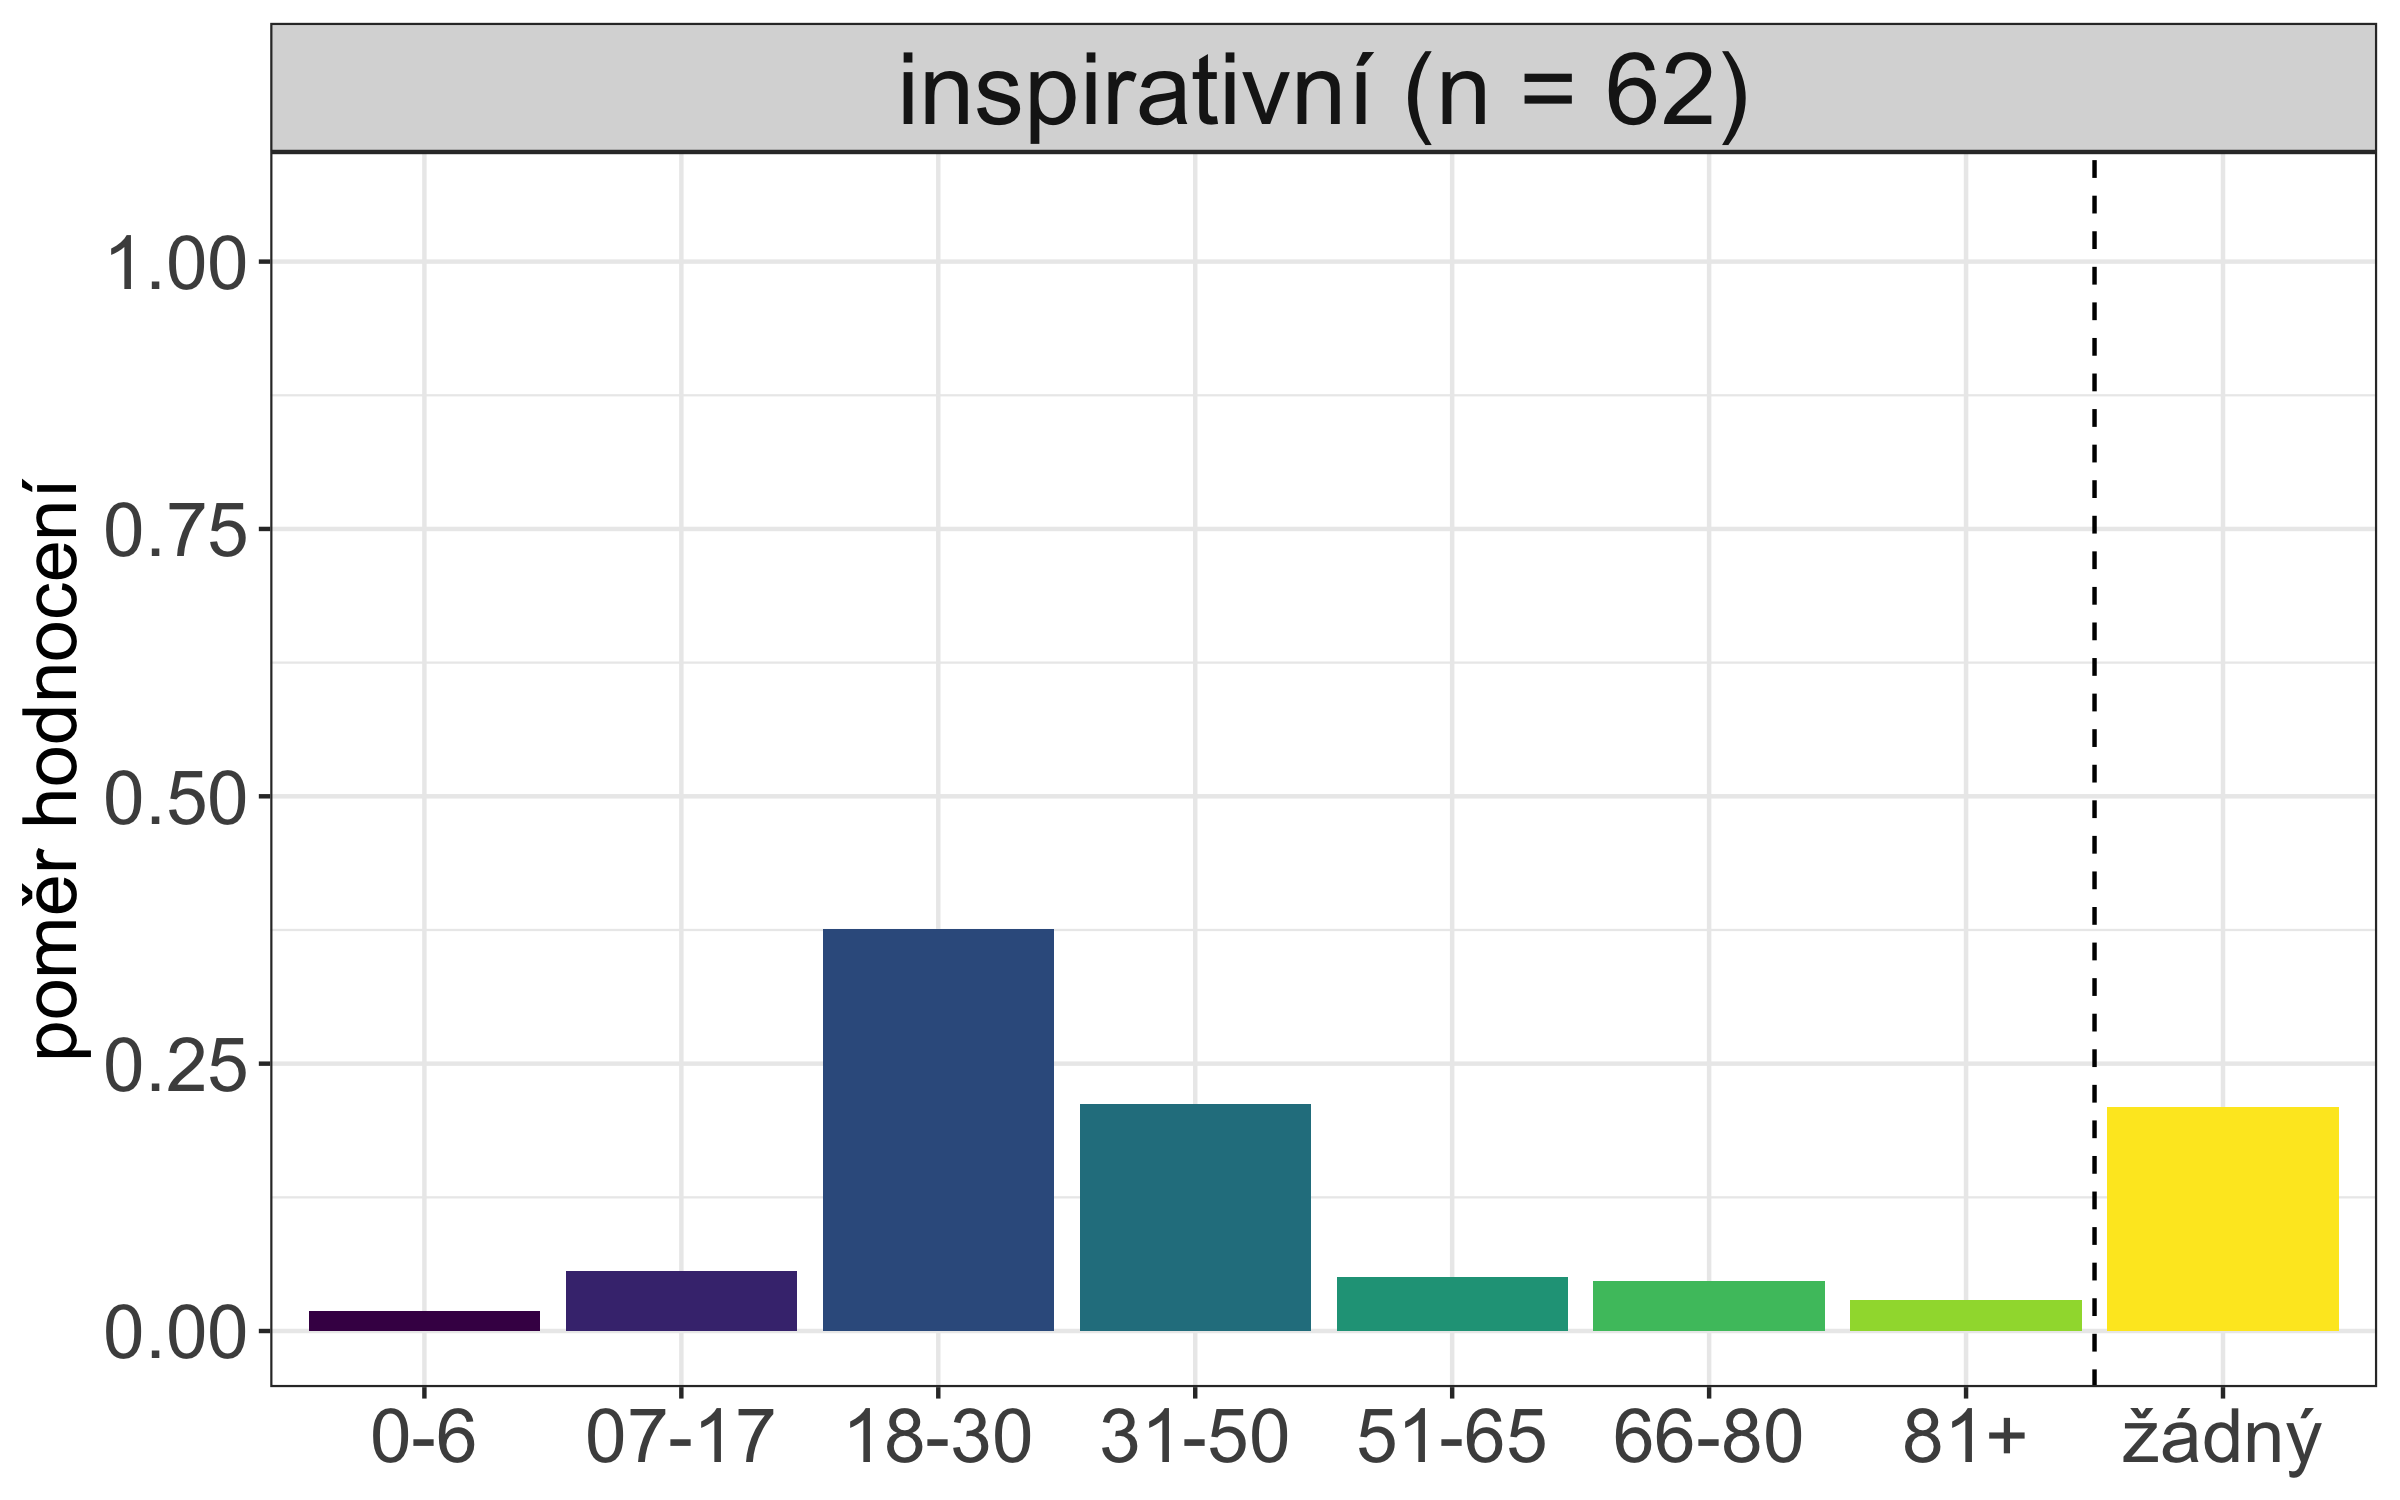 inspirativní (n = 62)
poměr hodnocení
1.00
0.75
0.50
0.25
0.00
0-6 07-17 18-30 31-50 51-65 66-80 81+ žádný